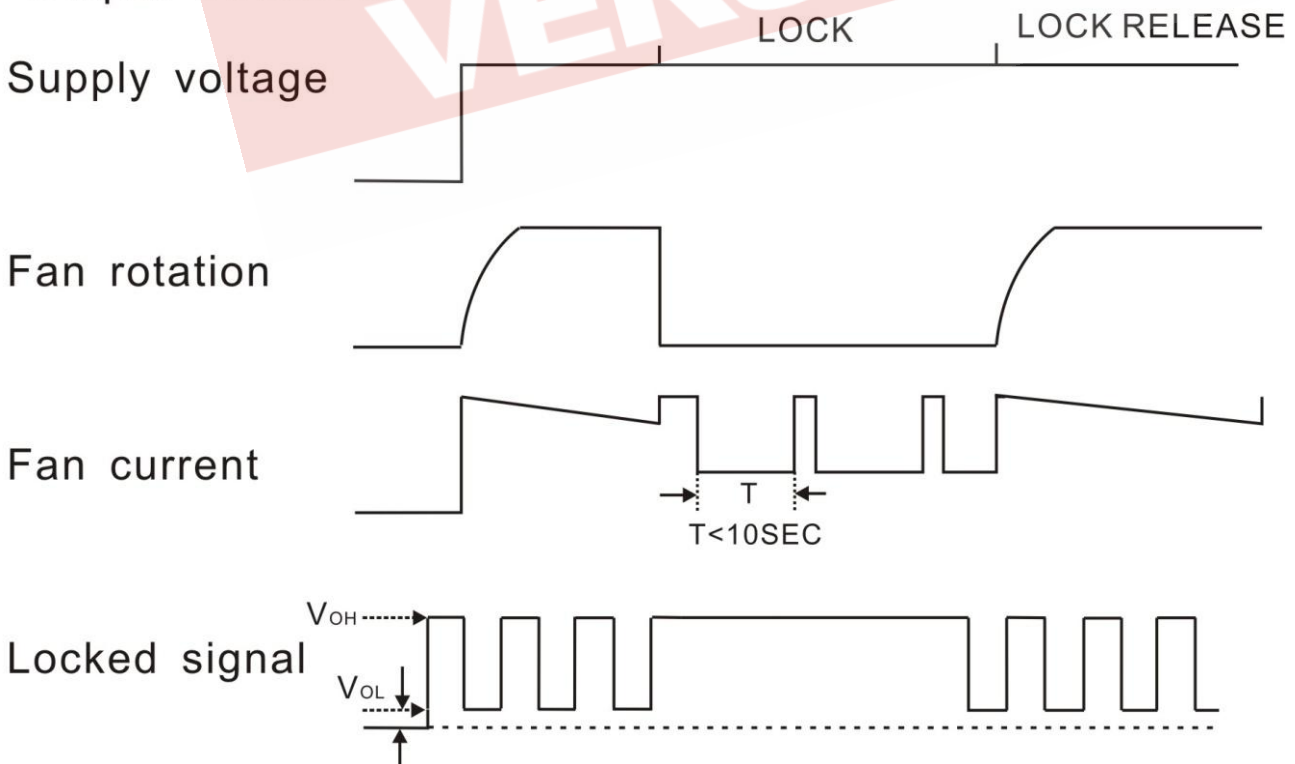 LOCK
LOCK RELEASE
Supply voltage
Fan rotation
Fan current
T
T<10SEC
VOH
Locked signal
VOL